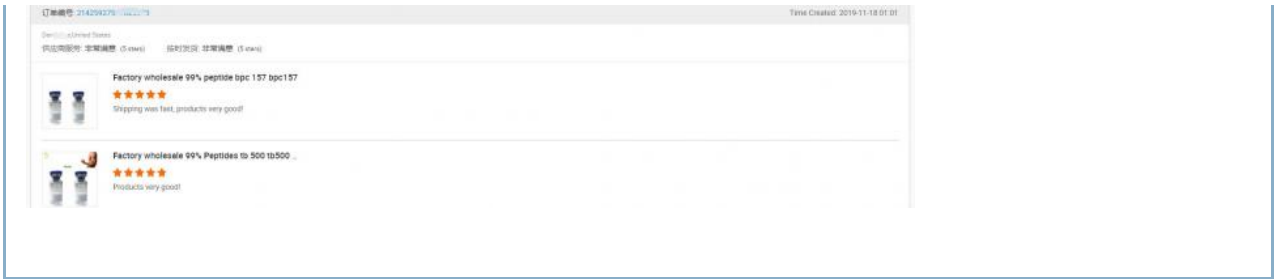 订单编号: 214259275
Time Created: 2019-11-18 01:01
United States
供应商服务: 非常满意 (5 stars) 按时发货: 非常满意 (5 stars)
Factory wholesale 99% peptide bpc 157 bpc157
Shipping was fast, products very good!
Factory wholesale 99% Peptides tb 500 tb500 ..
Products very good!